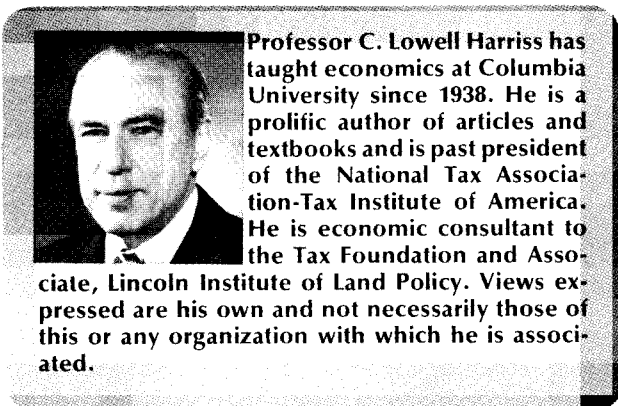 Professor C. Lowell Harriss has
taught economics at Columbia
University since 1938. He is a
prolific author of articles and
textbooks and is past president
of the National Tax Associa-
tion-Tax Institute of America.
He is economic consultant to
the Tax Foundation and Asso-
ciate, Lincoln Institute of Land Policy. Views ex-
pressed are his own and not necessarily those of
this or any organization with which he is associ-
ated.